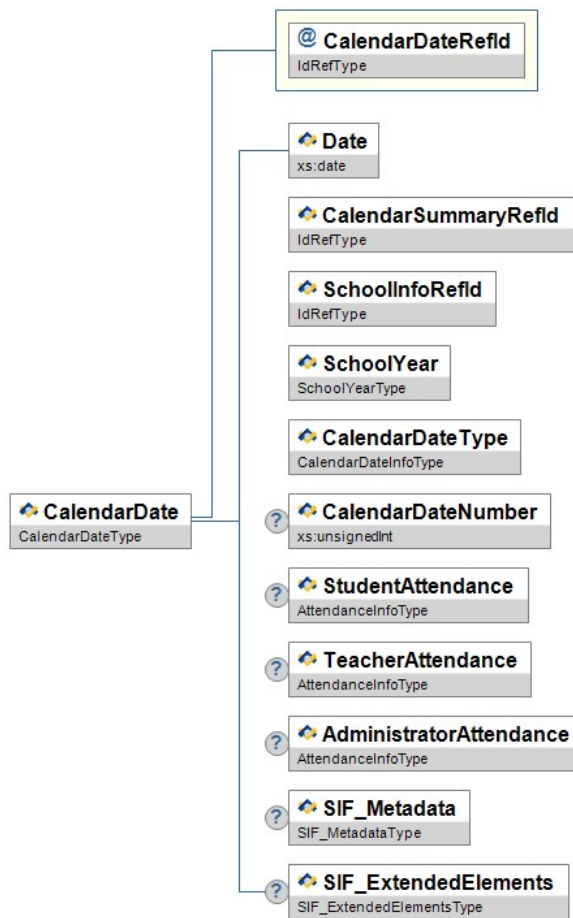 @ CalendarDateRefId
IdRefType
Date
xs:date
CalendarSummaryRefId
IdRefType
SchoolInfoRefId
IdRefType
SchoolYear
SchoolYearType
CalendarDateType
CalendarDateInfoType
CalendarDate
CalendarDateType
? CalendarDateNumber
xs:unsignedInt
? StudentAttendance
AttendanceInfoType
? TeacherAttendance
AttendanceInfoType
? AdministratorAttendance
AttendanceInfoType
? SIF_Metadata
SIF_MetadataType
? SIF_ExtendedElements
SIF_ExtendedElementsType